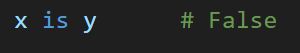 x is y      # False